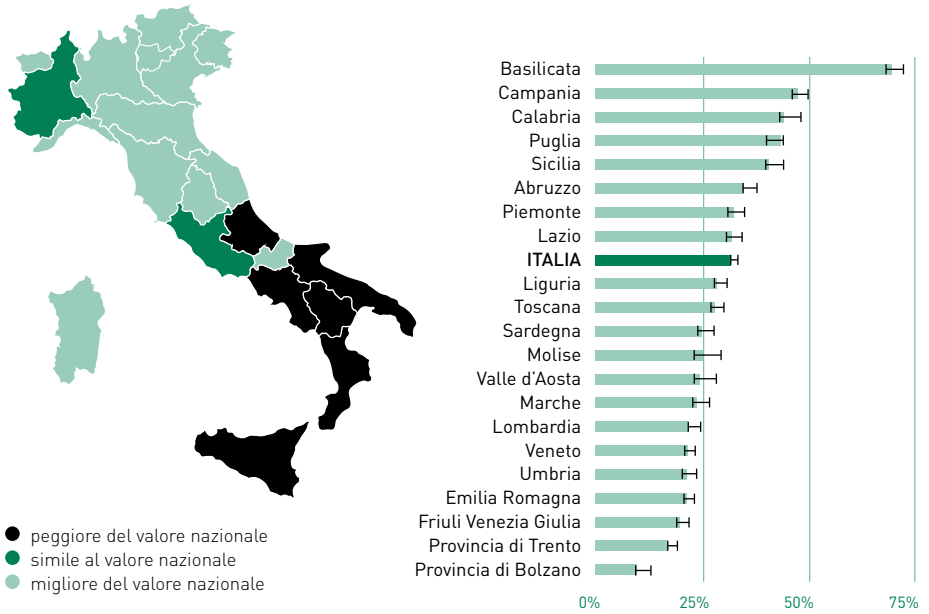 Basilicata
Campania
Calabria
Puglia
Sicilia
Abruzzo
Piemonte
Lazio
ITALIA
Liguria
Toscana
Sardegna
Molise
Valle d'Aosta
Marche
Lombardia
Veneto
Umbria
Emilia Romagna
Friuli Venezia Giulia
Provincia di Trento
Provincia di Bolzano
0% 25% 50% 75%
peggiore del valore nazionale
simile al valore nazionale
migliore del valore nazionale